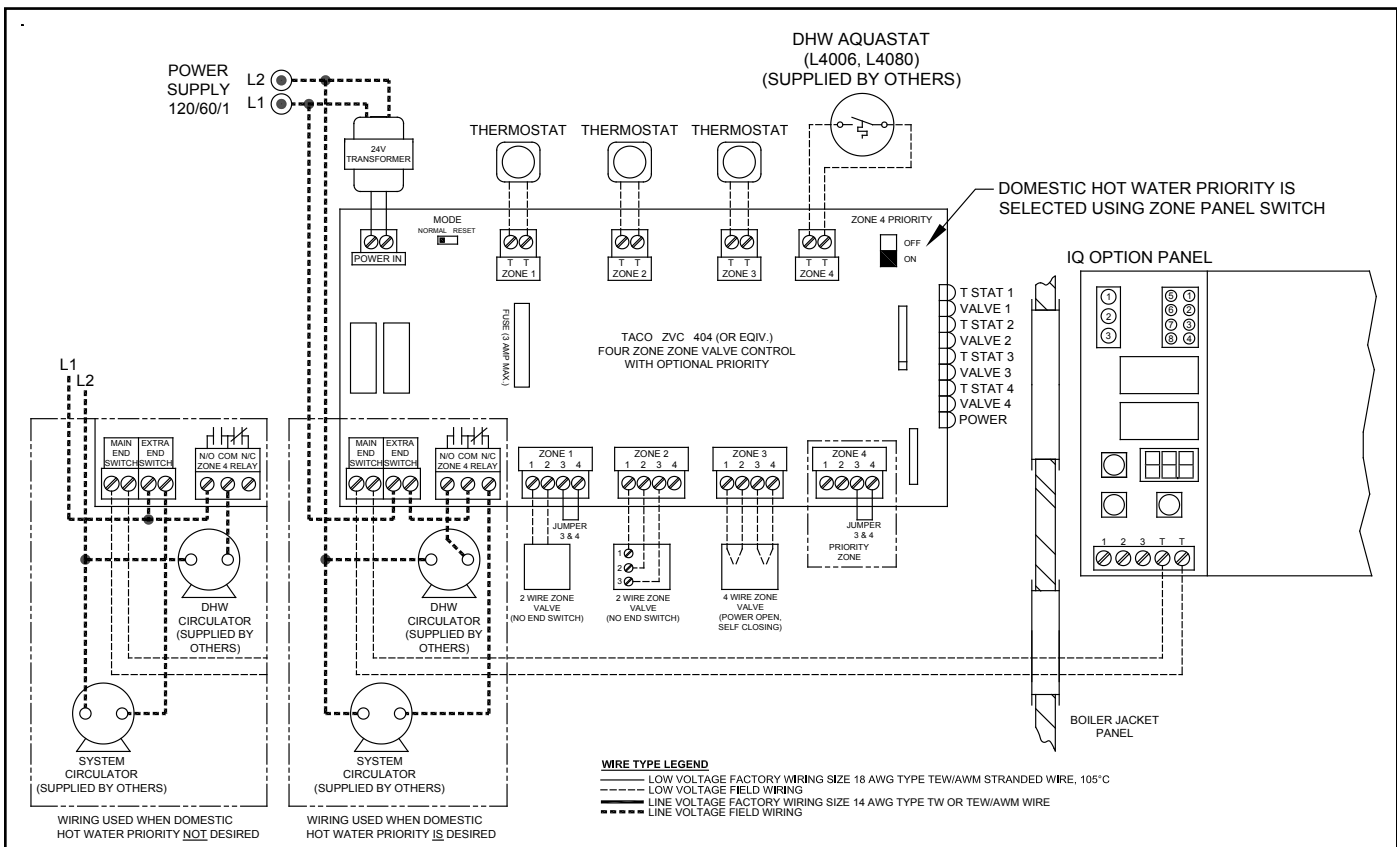 POWER
SUPPLY
120/60/1
L2
L1
24V
TRANSFORMER
THERMOSTAT
THERMOSTAT
THERMOSTAT
DHW AQUASTAT
(L4006, L4080)
(SUPPLIED BY OTHERS)
DOMESTIC HOT WATER PRIORITY IS
SELECTED USING ZONE PANEL SWITCH
POWER IN
MODE
NORMAL RESET
T T
ZONE 1
T T
ZONE 2
T T
ZONE 3
T T
ZONE 4
ZONE 4 PRIORITY
OFF
ON
FUSE (3 AMP MAX.)
TACO ZVC 404 (OR EQIV.)
FOUR ZONE ZONE VALVE CONTROL
WITH OPTIONAL PRIORITY
T STAT 1
VALVE 1
T STAT 2
VALVE 2
T STAT 3
VALVE 3
T STAT 4
VALVE 4
POWER
IQ OPTION PANEL
1
2
3
5 1
6 2
7 3
8 4
1 2 3 T T
BOILER JACKET
PANEL
L1
L2
MAIN
END
SWITCH
EXTRA
END
SWITCH
N/O COM N/C
ZONE 4 RELAY
DHW
CIRCULATOR
(SUPPLIED BY
OTHERS)
SYSTEM
CIRCULATOR
(SUPPLIED BY OTHERS)
WIRING USED WHEN DOMESTIC
HOT WATER PRIORITY NOT DESIRED
MAIN
END
SWITCH
EXTRA
END
SWITCH
N/O COM N/C
ZONE 4 RELAY
DHW
CIRCULATOR
(SUPPLIED BY
OTHERS)
SYSTEM
CIRCULATOR
(SUPPLIED BY OTHERS)
WIRING USED WHEN DOMESTIC
HOT WATER PRIORITY IS DESIRED
ZONE 1
1 2 3 4
JUMPER
3 & 4
2 WIRE ZONE
VALVE
(NO END SWITCH)
ZONE 2
1 2 3 4
1
2
3
2 WIRE ZONE
VALVE
(NO END SWITCH)
ZONE 3
1 2 3 4
4 WIRE ZONE
VALVE
(POWER OPEN,
SELF CLOSING)
ZONE 4
1 2 3 4
JUMPER
3 & 4
PRIORITY
ZONE
WIRE TYPE LEGEND
LOW VOLTAGE FACTORY WIRING SIZE 18 AWG TYPE TEW/AWM STRANDED WIRE, 105°C
LOW VOLTAGE FIELD WIRING
LINE VOLTAGE FACTORY WIRING SIZE 14 AWG TYPE TW OR TEW/AWM WIRE
LINE VOLTAGE FIELD WIRING